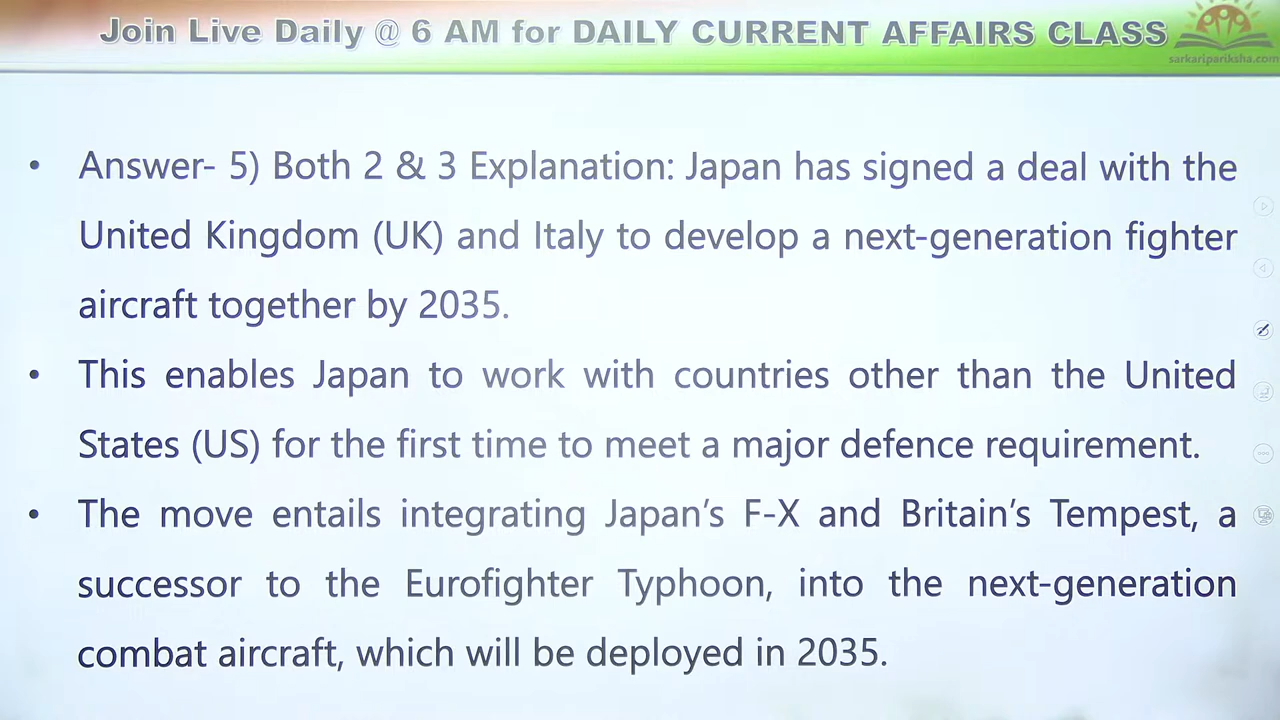 Join Live Daily @ 6 AM for DAILY CURRENT AFFAIRS CLASS
sarkaripariksha.com
• Answer- 5) Both 2 & 3 Explanation: Japan has signed a deal with the
United Kingdom (UK) and Italy to develop a next-generation fighter
aircraft together by 2035.
• This enables Japan to work with countries other than the United
States (US) for the first time to meet a major defence requirement.
• The move entails integrating Japan's F-X and Britain's Tempest, a
successor to the Eurofighter Typhoon, into the next-generation
combat aircraft, which will be deployed in 2035.